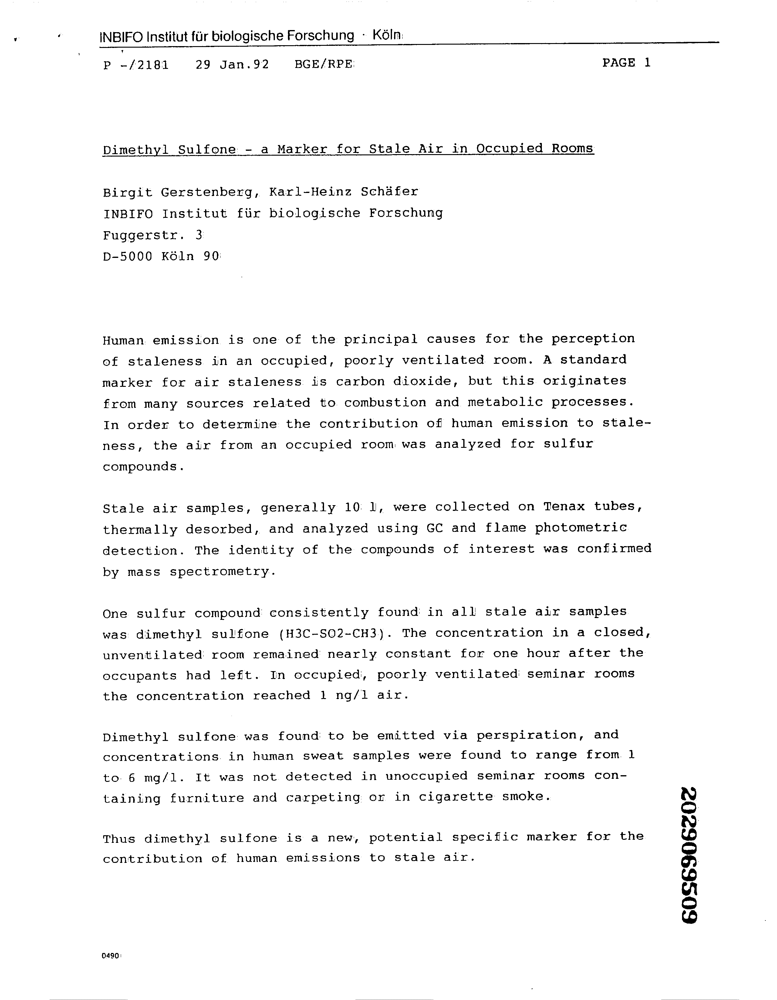 INBIFO Institut für biologische Forschung · Köln
P -/2181 29 Jan.92 BGE/RPE PAGE 1
Dimethyl Sulfone - a Marker for Stale Air in Occupied Rooms
Birgit Gerstenberg, Karl-Heinz Schäfer
INBIFO Institut für biologische Forschung
Fuggerstr. 3
D-5000 Köln 90
Human emission is one of the principal causes for the perception
of staleness in an occupied, poorly ventilated room. A standard
marker for air staleness is carbon dioxide, but this originates
from many sources related to combustion and metabolic processes.
In order to determine the contribution of human emission to stale-
ness, the air from an occupied room was analyzed for sulfur
compounds.
Stale air samples, generally 10 l, were collected on Tenax tubes,
thermally desorbed, and analyzed using GC and flame photometric
detection. The identity of the compounds of interest was confirmed
by mass spectrometry.
One sulfur compound consistently found in all stale air samples
was dimethyl sulfone (H3C-SO2-CH3). The concentration in a closed,
unventilated room remained nearly constant for one hour after the
occupants had left. In occupied, poorly ventilated seminar rooms
the concentration reached 1 ng/l air.
Dimethyl sulfone was found to be emitted via perspiration, and
concentrations in human sweat samples were found to range from 1
to 6 mg/l. It was not detected in unoccupied seminar rooms con-
taining furniture and carpeting or in cigarette smoke.
Thus dimethyl sulfone is a new, potential specific marker for the
contribution of human emissions to stale air.
2029069509
0490